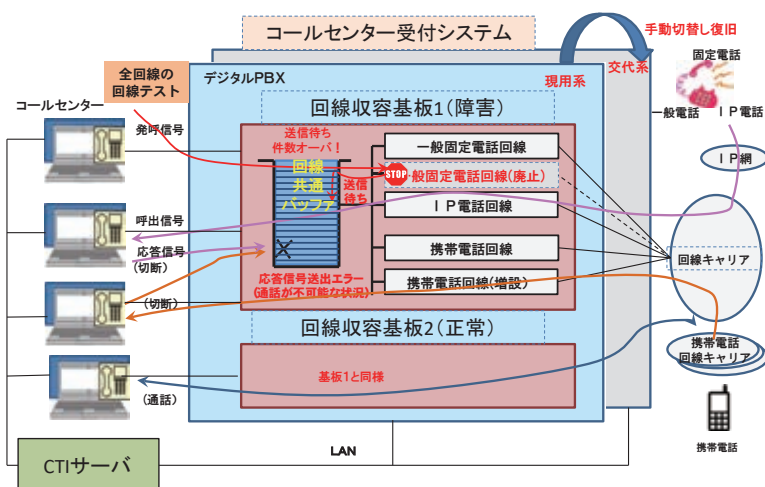 コールセンター受付システム
手動切替し復旧
全回線の
回線テスト
デジタルPBX
現用系
交代系
固定電話
コールセンター
発呼信号
回線収容基板1(障害)
一般電話
ＩＰ電話
送信待ち
件数オーバ！
一般固定電話回線
回線
共通
バッファ
送信
待ち
STOP
一般固定電話回線(廃止)
ＩＰ網
呼出信号
ＩＰ電話回線
応答信号
(切断)
携帯電話回線
回線キャリア
応答信号送出エラー
(通話が不可能な状況)
携帯電話回線(増設)
(切断)
回線収容基板2(正常)
携帯電話
回線キャリア
基板1と同様
(通話)
携帯電話
LAN
CTIサーバ